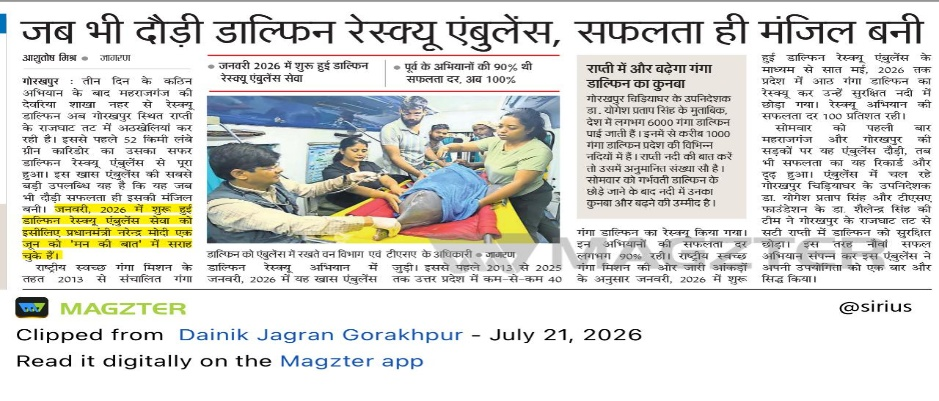 जब भी दौड़ी डाल्फिन रेस्क्यू एंबुलेंस, सफलता ही मंजिल बनी
आशुतोष मिश्र ● जागरण
गोरखपुर : तीन दिन के कठिन
अभियान के बाद महराजगंज की
देवरिया शाखा नहर से रेस्क्यू
डाल्फिन अब गोरखपुर स्थित राप्ती
के राजघाट तट में अठखेलियां कर
रही है। इससे पहले 52 किमी लंबे
ग्रीन कारिडोर का उसका सफर
डाल्फिन रेस्क्यू एंबुलेंस से पूरा
हुआ। इस खास एंबुलेंस की सबसे
बड़ी उपलब्धि यह है कि यह जब
भी दौड़ी सफलता ही इसकी मंजिल
बनी। जनवरी, 2026 में शुरू हुई
डाल्फिन रेस्क्यू एंबुलेंस सेवा को
इसीलिए प्रधानमंत्री नरेन्द्र मोदी एक
जून को 'मन की बात' में सराह
चुके हैं।
राष्ट्रीय स्वच्छ गंगा मिशन के
तहत 2013 से संचालित गंगा
● जनवरी 2026 में शुरू हुई डाल्फिन
रेस्क्यू एंबुलेंस सेवा
● पूर्व के अभियानों की 90% थी
सफलता दर, अब 100%
डाल्फिन को एंबुलेंस में रखते वन विभाग एवं टीएसए के अधिकारी ● जागरण
डाल्फिन रेस्क्यू अभियान में
जनवरी, 2026 में यह खास एंबुलेंस
जुड़ी। इससे पहले 2013 से 2025
तक उत्तर प्रदेश में कम-से-कम 40
राप्ती में और बढ़ेगा गंगा
डाल्फिन का कुनबा
गोरखपुर चिड़ियाघर के उपनिदेशक
डा. योगेश प्रताप सिंह के मुताबिक,
देश में लगभग 6000 गंगा डाल्फिन
पाई जाती हैं। इनमें से करीब 1000
गंगा डाल्फिन प्रदेश की विभिन्न
नदियों में हैं। राप्ती नदी की बात करें
तो उसमें अनुमानित संख्या सौ है।
सोमवार को गर्भवती डाल्फिन के
छोड़े जाने के बाद नदी में उनका
कुनबा और बढ़ने की उम्मीद है।
गंगा डाल्फिन का रेस्क्यू किया गया।
इन अभियानों की सफलता दर
लगभग 90% रही। राष्ट्रीय स्वच्छ
गंगा मिशन की ओर जारी आंकड़ों
के अनुसार जनवरी, 2026 में शुरू
हुई डाल्फिन रेस्क्यू एंबुलेंस के
माध्यम से सात मई, 2026 तक
प्रदेश में आठ गंगा डाल्फिन का
रेस्क्यू कर उन्हें सुरक्षित नदी में
छोड़ा गया। रेस्क्यू अभियान की
सफलता दर 100 प्रतिशत रही।
सोमवार को पहली बार
महराजगंज और गोरखपुर की
सड़कों पर यह एंबुलेंस दौड़ी, तब
भी सफलता का यह रिकार्ड और
दृढ़ हुआ। एंबुलेंस में चल रहे
गोरखपुर चिड़ियाघर के उपनिदेशक
डा. योगेश प्रताप सिंह और टीएसए
फाउंडेशन के डा. शैलेन्द्र सिंह की
टीम ने गोरखपुर के राजघाट तट से
सटी राप्ती में डाल्फिन को सुरक्षित
छोड़ा। इस तरह नौवां सफल
अभियान संपन्न कर इस एंबुलेंस ने
अपनी उपयोगिता को एक बार और
सिद्ध किया।
MAGZTER
MAGZTER
@sirius
Clipped from Dainik Jagran Gorakhpur - July 21, 2026
Read it digitally on the Magzter app